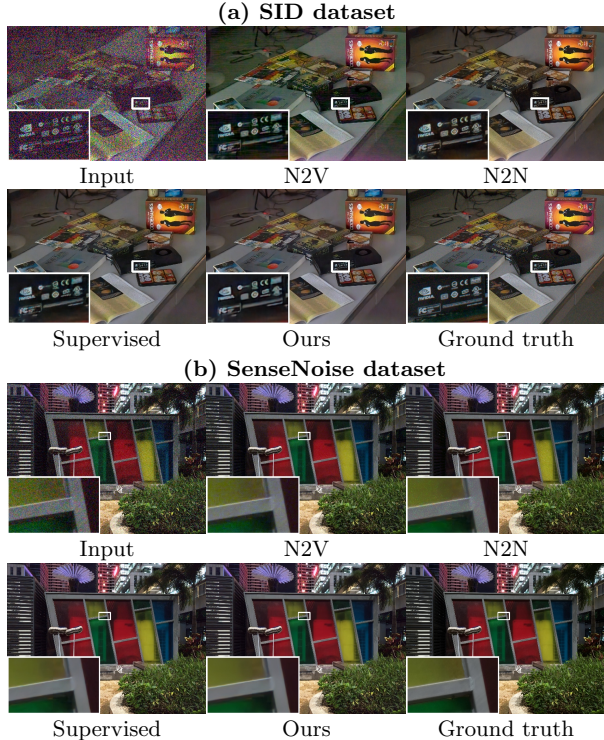 (a) SID dataset
Input N2V N2N
Supervised Ours Ground truth
(b) SenseNoise dataset
Input N2V N2N
Supervised Ours Ground truth